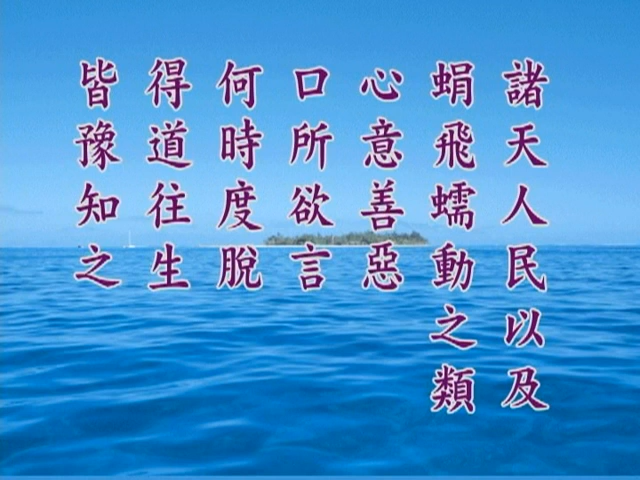 諸天人民以及
蜎飛蠕動之類
心意善惡
口所欲言
何時度脫
得道往生
皆豫知之